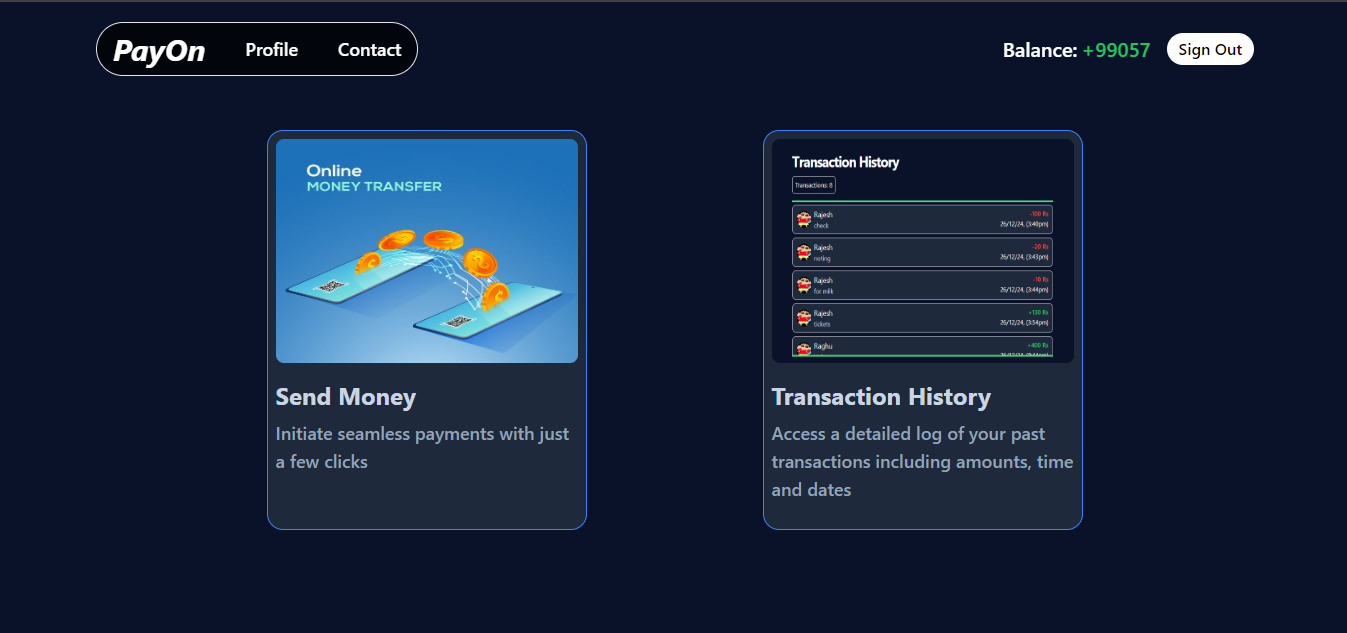 PayOn Profile Contact Balance: +99057 Sign Out
Online
MONEY TRANSFER
Send Money
Initiate seamless payments with just
a few clicks
Transaction History
Transactions: 8
Rajesh -100 Rs
check 26/12/24, (3:40pm)
Rajesh -20 Rs
noting 26/12/24, (3:43pm)
Rajesh -10 Rs
for milk 26/12/24, (3:44pm)
Rajesh +130 Rs
tickets 26/12/24, (3:54pm)
Raghu +400 Rs
Transaction History
Access a detailed log of your past
transactions including amounts, time
and dates